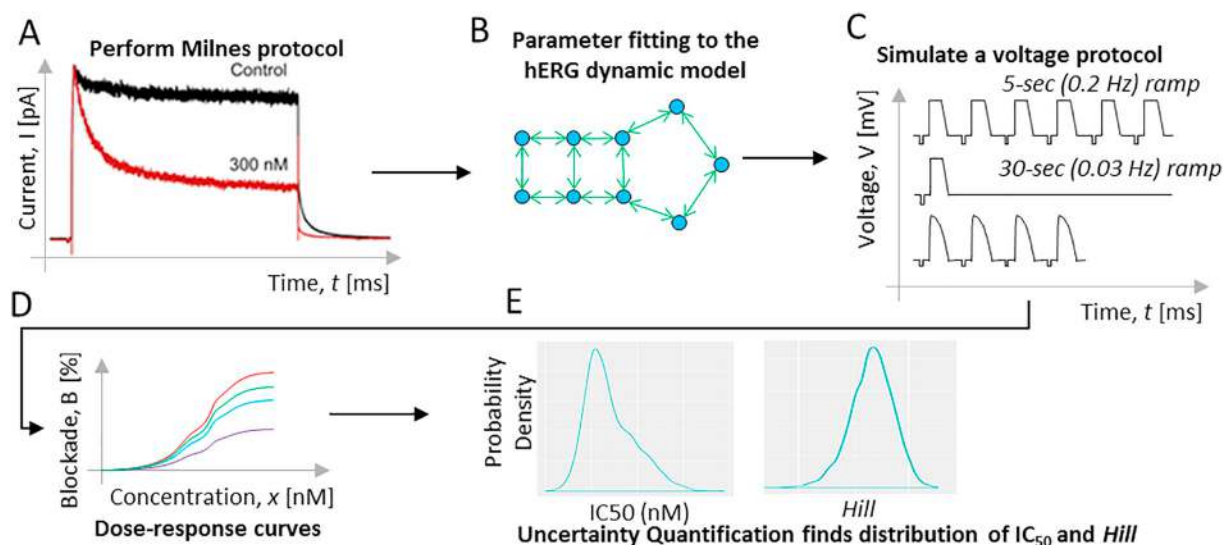 A
Perform Milnes protocol
Control
300 nM
Current, I [pA]
Time, t [ms]
B
Parameter fitting to the
hERG dynamic model
C
Simulate a voltage protocol
5-sec (0.2 Hz) ramp
30-sec (0.03 Hz) ramp
Voltage, V [mV]
Time, t [ms]
D
Blockade, B [%]
Concentration, x [nM]
Dose-response curves
E
Probability
Density
IC50 (nM)
Hill
Uncertainty Quantification finds distribution of IC₅₀ and Hill